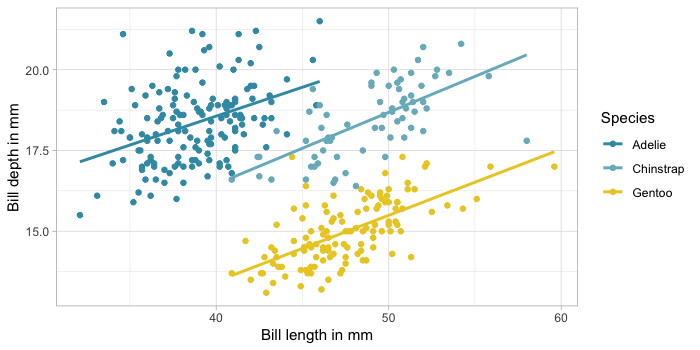 20.0
17.5
15.0
Bill depth in mm
40
50
60
Bill length in mm
Species
Adelie
Chinstrap
Gentoo